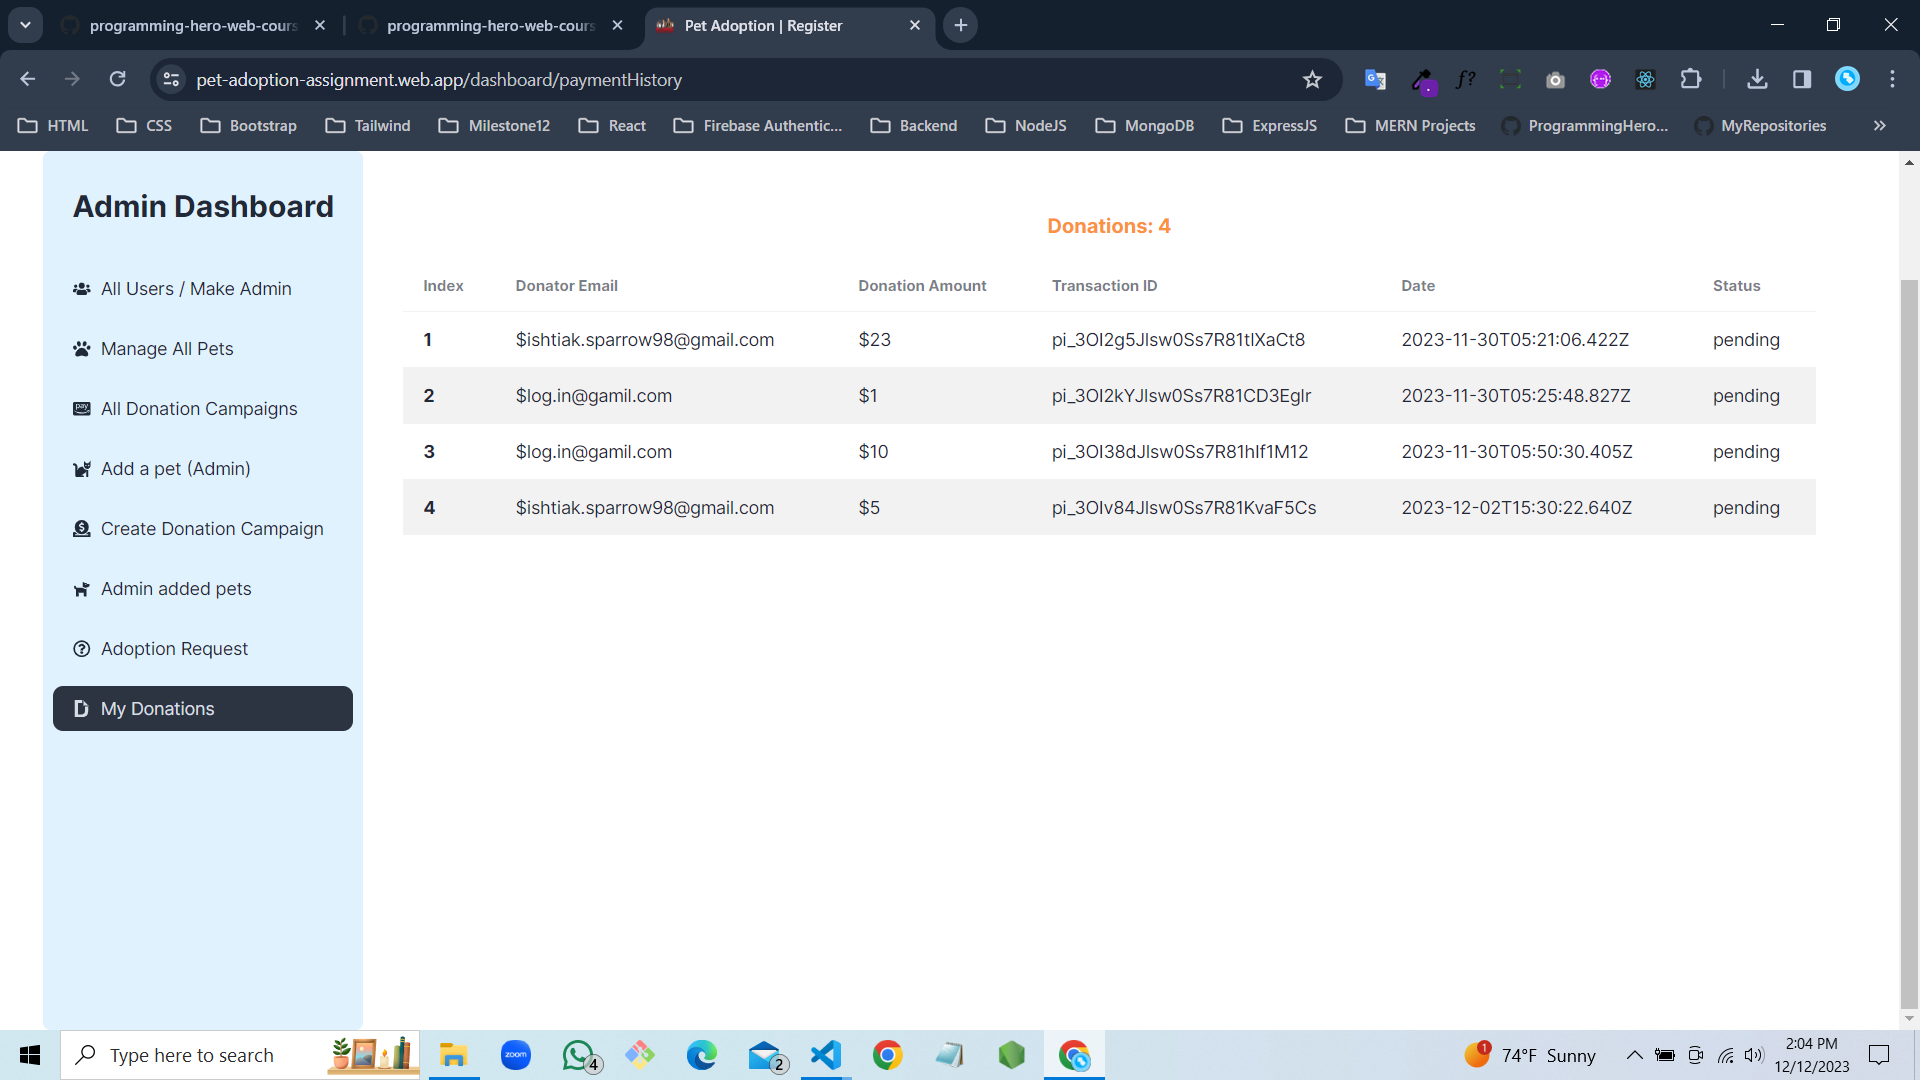 programming-hero-web-cours
programming-hero-web-cours
Pet Adoption | Register
pet-adoption-assignment.web.app/dashboard/paymentHistory
HTML CSS Bootstrap Tailwind Milestone12 React Firebase Authentic... Backend NodeJS MongoDB ExpressJS MERN Projects ProgrammingHero... MyRepositories
Admin Dashboard
All Users / Make Admin
Manage All Pets
All Donation Campaigns
Add a pet (Admin)
Create Donation Campaign
Admin added pets
Adoption Request
My Donations
Donations: 4
Index Donator Email Donation Amount Transaction ID Date Status
1 $ishtiak.sparrow98@gmail.com $23 pi_3OI2g5JIsw0Ss7R81tlXaCt8 2023-11-30T05:21:06.422Z pending
2 $log.in@gamil.com $1 pi_3OI2kYJIsw0Ss7R81CD3Eglr 2023-11-30T05:25:48.827Z pending
3 $log.in@gamil.com $10 pi_3OI38dJIsw0Ss7R81hIf1M12 2023-11-30T05:50:30.405Z pending
4 $ishtiak.sparrow98@gmail.com $5 pi_3OIv84JIsw0Ss7R81KvaF5Cs 2023-12-02T15:30:22.640Z pending
Type here to search
zoom
4
2
1
74°F Sunny
2:04 PM
12/12/2023